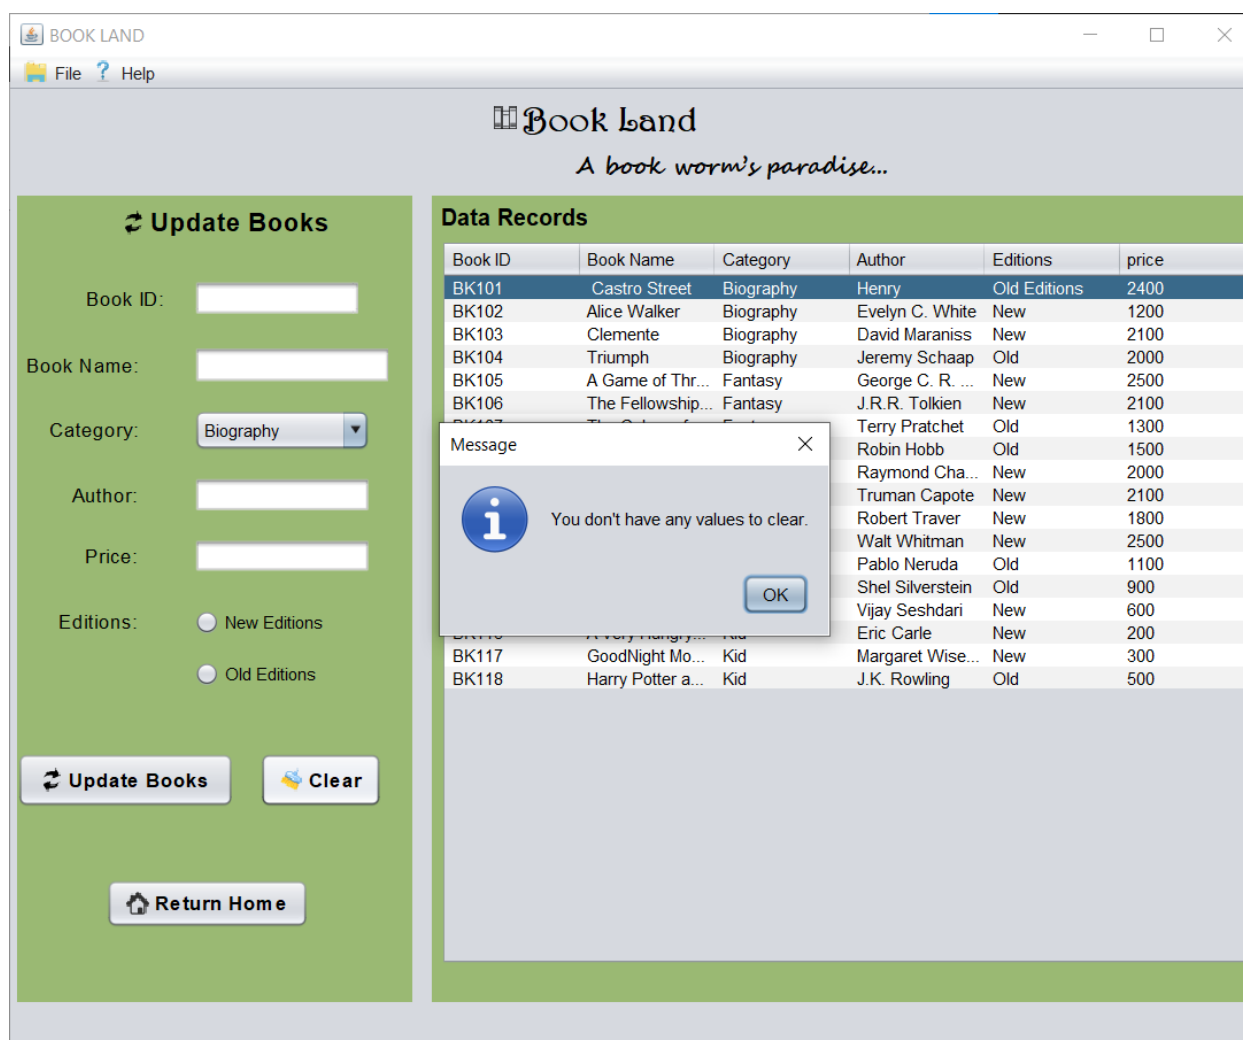 BOOK LAND
File Help
Book Land
A book worm's paradise...
Update Books
Book ID:
Book Name:
Category: Biography
Author:
Price:
Editions: New Editions
Old Editions
Update Books Clear
Return Home
Data Records
Book ID Book Name Category Author Editions price
BK101 Castro Street Biography Henry Old Editions 2400
BK102 Alice Walker Biography Evelyn C. White New 1200
BK103 Clemente Biography David Maraniss New 2100
BK104 Triumph Biography Jeremy Schaap Old 2000
BK105 A Game of Thr... Fantasy George C. R. ... New 2500
BK106 The Fellowship... Fantasy J.R.R. Tolkien New 2100
Terry Pratchet Old 1300
Robin Hobb Old 1500
Raymond Cha... New 2000
Truman Capote New 2100
Robert Traver New 1800
Walt Whitman New 2500
Pablo Neruda Old 1100
Shel Silverstein Old 900
Vijay Seshdari New 600
Eric Carle New 200
BK117 GoodNight Mo... Kid Margaret Wise... New 300
BK118 Harry Potter a... Kid J.K. Rowling Old 500
Message
You don't have any values to clear.
OK